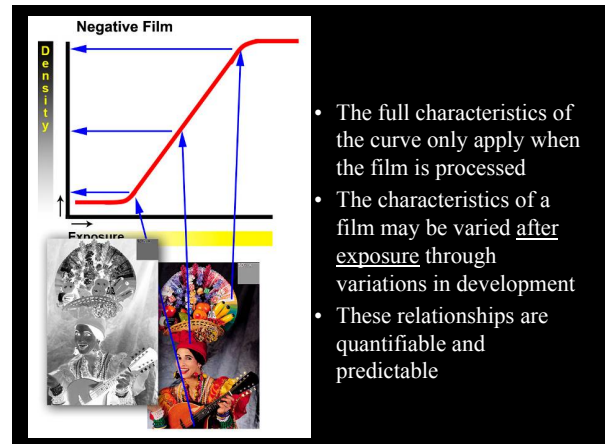 Negative Film
Density
Exposure
• The full characteristics of
the curve only apply when
the film is processed
• The characteristics of a
film may be varied after
exposure through
variations in development
• These relationships are
quantifiable and
predictable